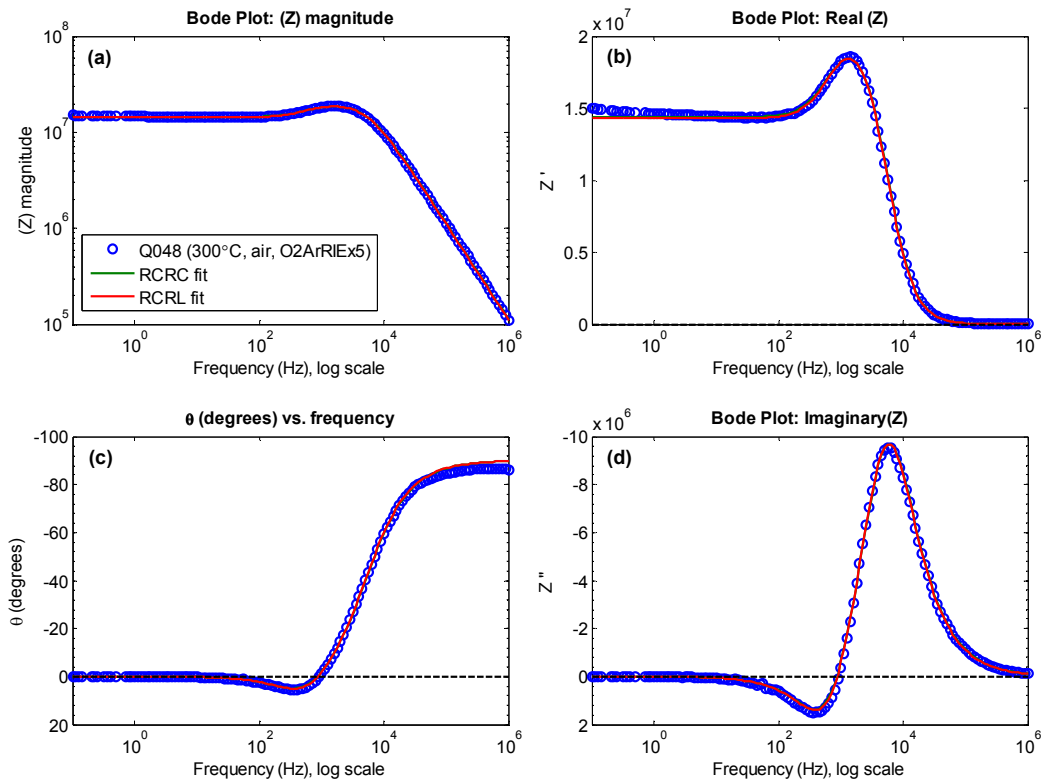 Bode Plot: (Z) magnitude
(a)
10^8
10^7
10^6
10^5
(Z) magnitude
Q048 (300°C, air, O2ArRIEx5)
RCRC fit
RCRL fit
10^0 10^2 10^4 10^6
Frequency (Hz), log scale
Bode Plot: Real (Z)
x 10^7
(b)
2
1.5
1
0.5
0
Z '
10^0 10^2 10^4 10^6
Frequency (Hz), log scale
θ (degrees) vs. frequency
(c)
-100
-80
-60
-40
-20
0
20
θ (degrees)
10^0 10^2 10^4 10^6
Frequency (Hz), log scale
Bode Plot: Imaginary(Z)
x 10^6
(d)
-10
-8
-6
-4
-2
0
2
Z "
10^0 10^2 10^4 10^6
Frequency (Hz), log scale